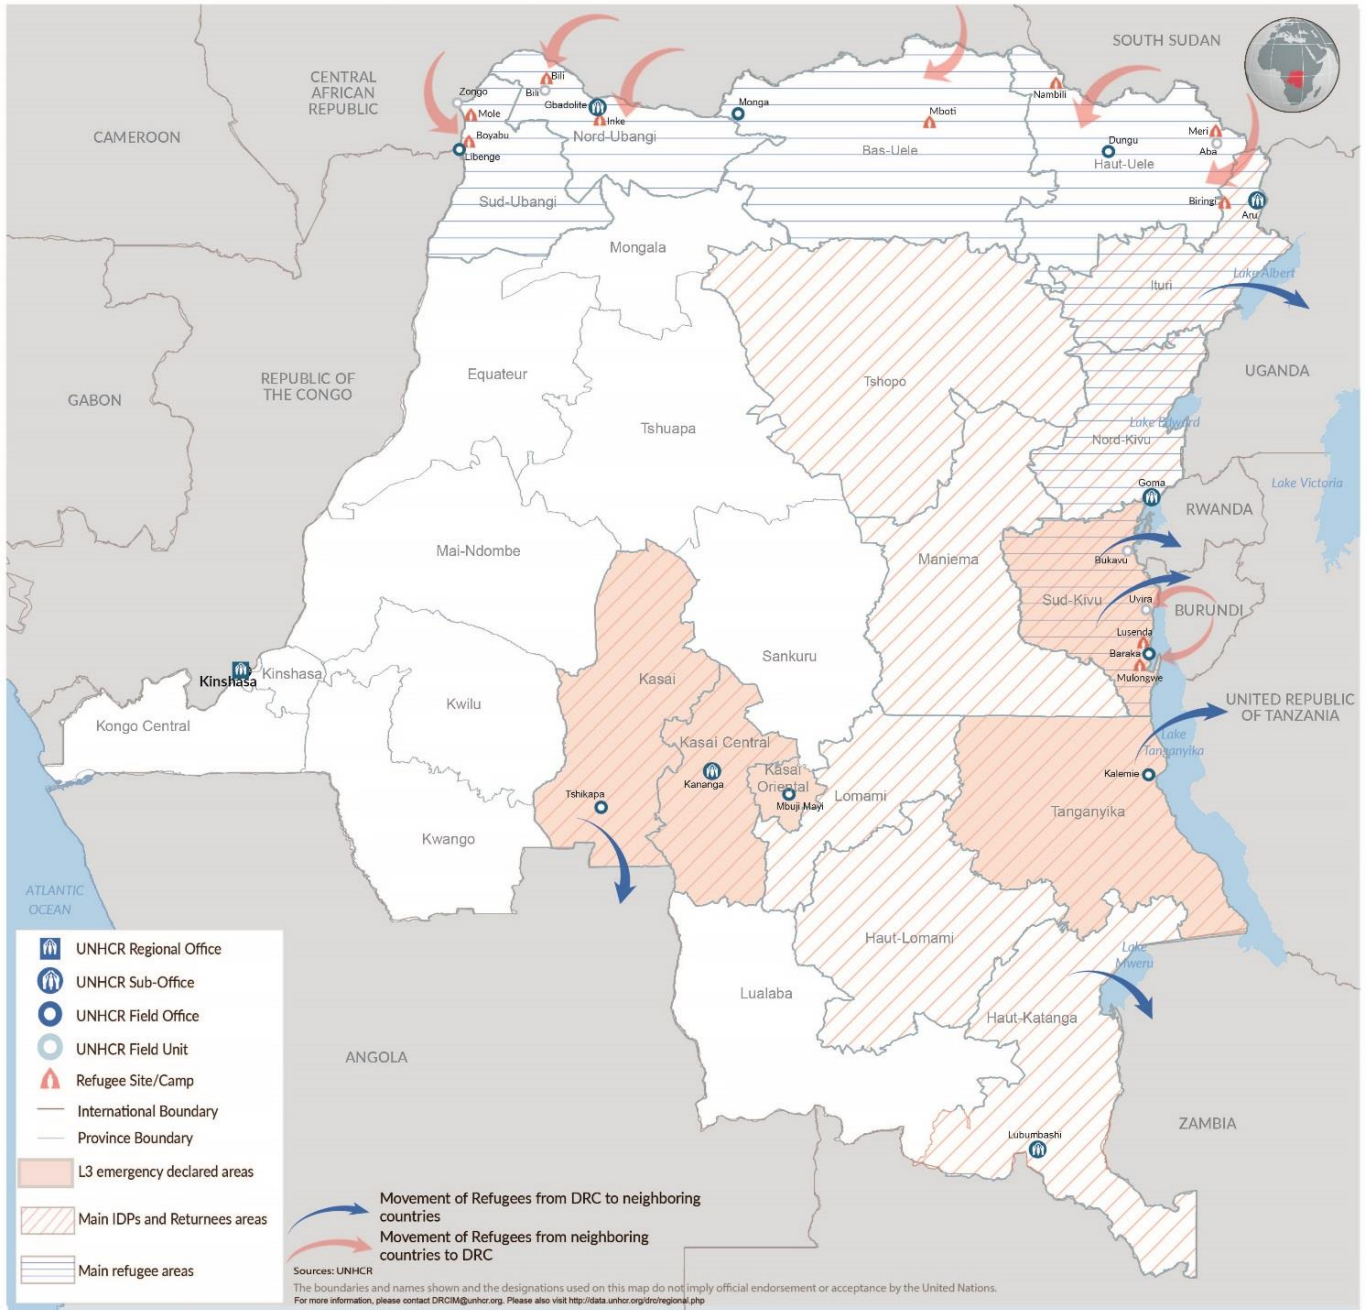 SOUTH SUDAN
CENTRAL
AFRICAN
REPUBLIC
CAMEROON
Zongo
Bili
Bili
Mole
Gbadolite
Inke
Boyabu
Libenge
Nord-Ubangi
Sud-Ubangi
Monga
Mboti
Bas-Uele
Nambili
Dungu
Haut-Uele
Meri
Aba
Biringi
Aru
Mongala
Ituri
Lake Albert
Equateur
REPUBLIC OF
THE CONGO
GABON
Tshuapa
Tshopo
UGANDA
Lake Edward
Nord-Kivu
Goma
Lake Victoria
RWANDA
Mai-Ndombe
Maniema
Bukavu
Sud-Kivu
Uvira
BURUNDI
Lusenda
Baraka
Mulongwe
Sankuru
Kasai
Kinshasa
Kinshasa
Kongo Central
Kwilu
Kasai Central
Kananga
Kasai
Oriental
Mbuji Mayi
Lomami
UNITED REPUBLIC
OF TANZANIA
Lake
Tanganyika
Kalemie
Tanganyika
Tshikapa
Kwango
ATLANTIC
OCEAN
Haut-Lomami
Lake
Mweru
Lualaba
Haut-Katanga
ANGOLA
ZAMBIA
Lubumbashi
UNHCR Regional Office
UNHCR Sub-Office
UNHCR Field Office
UNHCR Field Unit
Refugee Site/Camp
International Boundary
Province Boundary
L3 emergency declared areas
Main IDPs and Returnees areas
Main refugee areas
Movement of Refugees from DRC to neighboring
countries
Movement of Refugees from neighboring
countries to DRC
Sources: UNHCR
The boundaries and names shown and the designations used on this map do not imply official endorsement or acceptance by the United Nations.
For more information, please contact DRCIM@unhcr.org. Please also visit http://data.unhcr.org/drc/regional.php